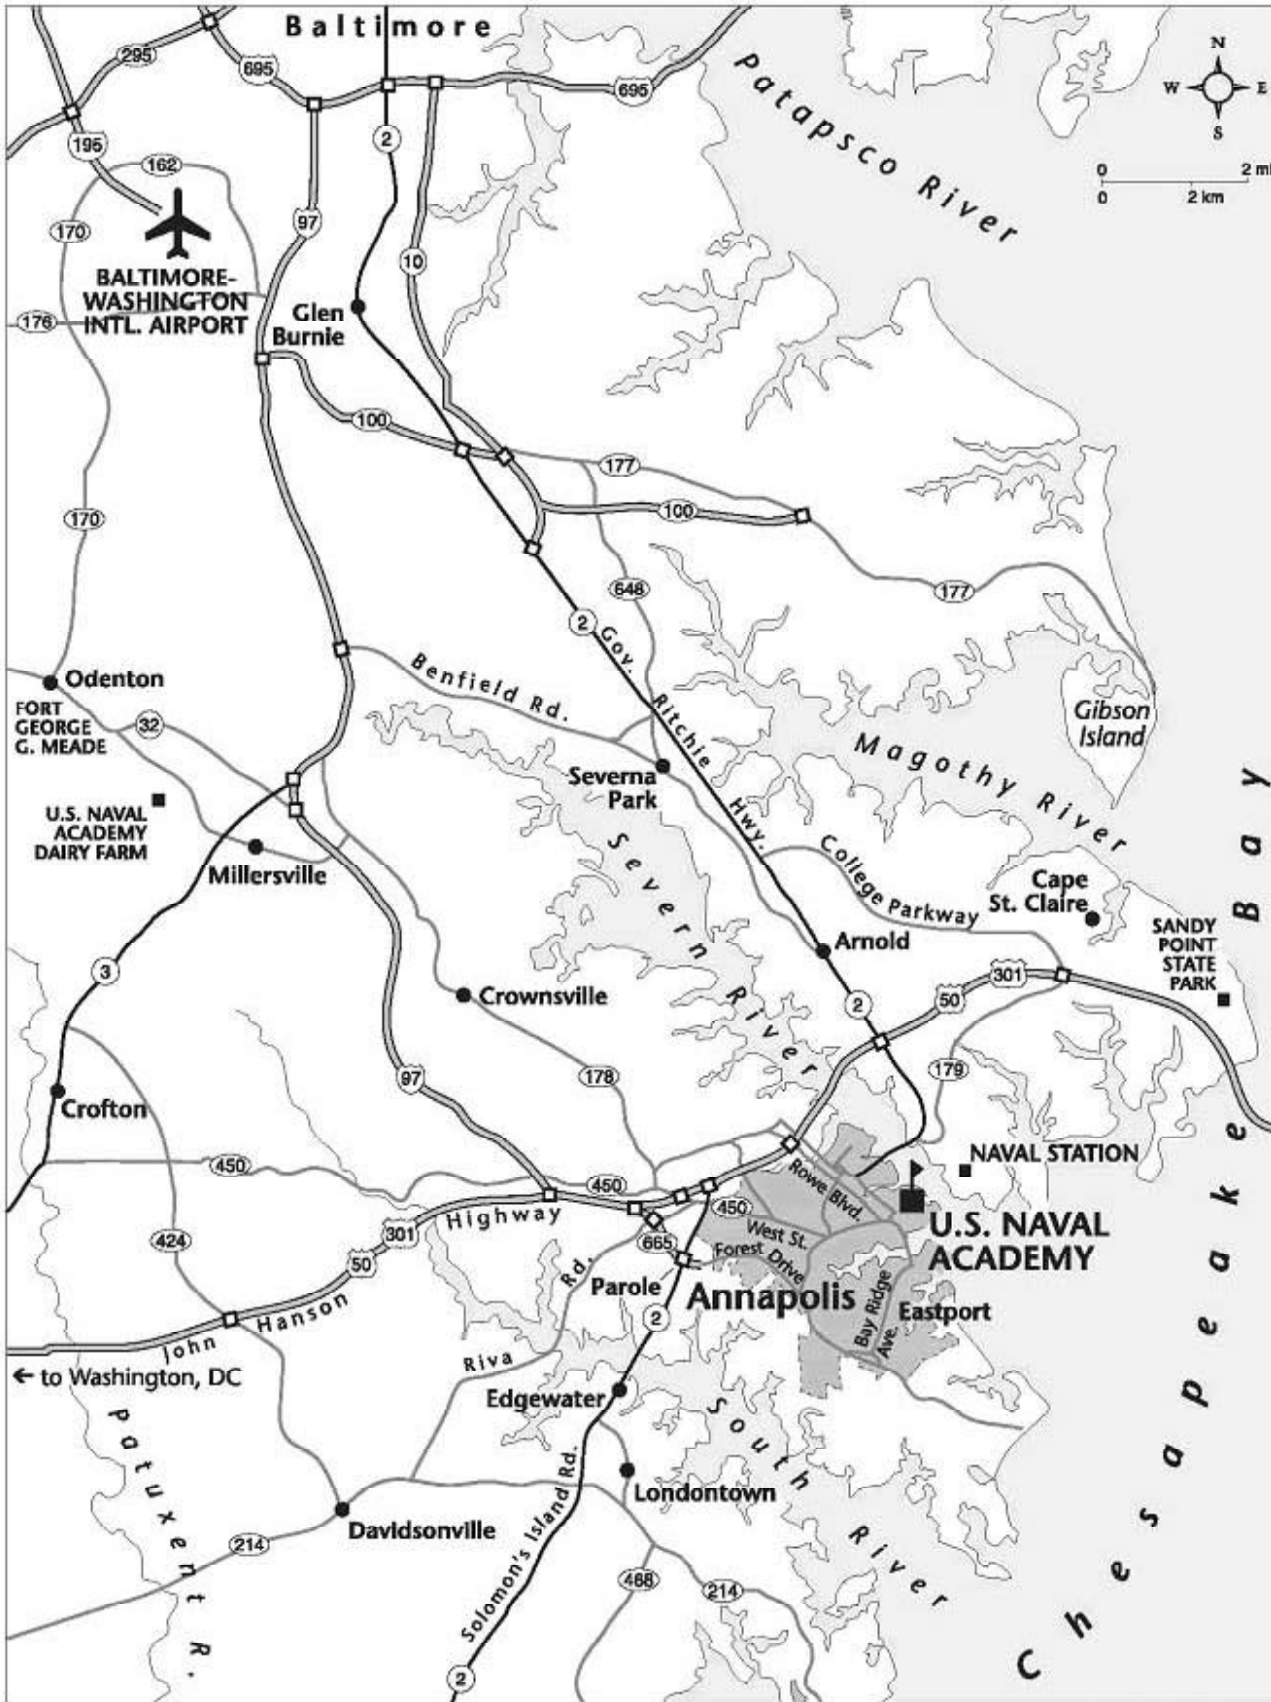 Baltimore
295
695
695
195
2
162
Patapsco River
N
W E
S
0 2 mi
0 2 km
170
97
10
BALTIMORE-
WASHINGTON
INTL. AIRPORT
176
Glen
Burnie
100
177
170
100
177
648
2
Gov. Ritchie Hwy.
Benfield Rd.
Odenton
FORT
GEORGE
G. MEADE
32
Gibson
Island
Magothy River
Severna
Park
U.S. NAVAL
ACADEMY
DAIRY FARM
Millersville
Severn River
College Parkway
Cape
St. Claire
SANDY
POINT
STATE
PARK
Arnold
3
Crownsville
2
50
301
97
178
179
Crofton
450
450
NAVAL STATION
Rowe Blvd.
450
U.S. NAVAL
ACADEMY
West St.
Forest Drive
424
301
50
John Hanson Highway
665
Parole
Annapolis
Eastport
Bay Ridge
Ave.
2
Riva Rd.
← to Washington, DC
Edgewater
South River
Patuxent R.
Londontown
Davidsonville
214
Solomon's Island Rd.
468
214
2
Chesapeake Bay